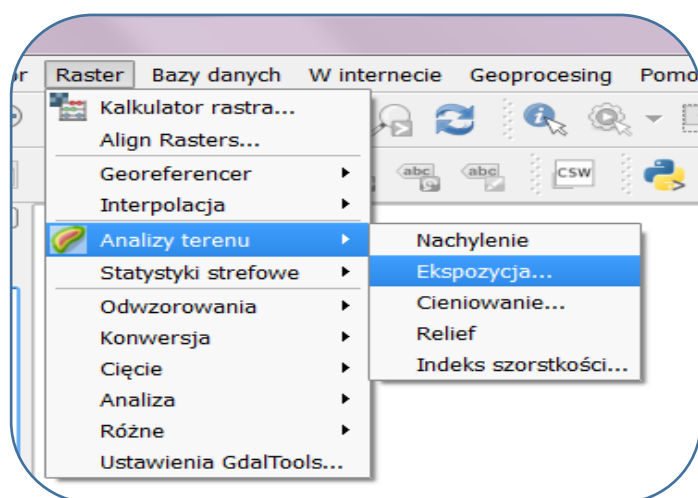 Raster Bazy danych W internecie Geoprocesing
Kalkulator rastra...
Align Rasters...
Georeferencer
Interpolacja
Analizy terenu
Statystyki strefowe
Odwzorowania
Konwersja
Cięcie
Analiza
Różne
Ustawienia GdalTools...
Nachylenie
Ekspozycja...
Cieniowanie...
Relief
Indeks szorstkości...
abc
abc
CSW